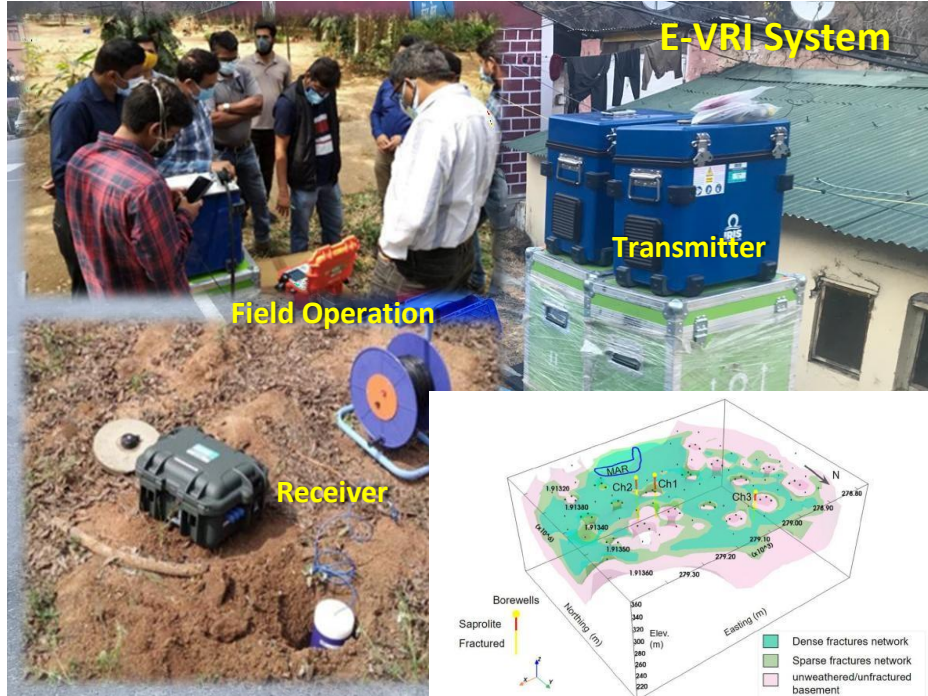 E-VRI System
IRIS
Transmitter
Field Operation
Receiver
MAR
Ch2
Ch1
Ch3
N
1.91320
1.91380
1.91340
1.91350
1.91360
(x10^6)
278.80
278.90
279.00
279.10
279.20
279.30
(x10^3)
Northing (m)
Easting (m)
360
340
320
300
280
260
240
220
Elev.
(m)
Borewells
Saprolite
Fractured
Z
X
Y
Dense fractures network
Sparse fractures network
unweathered/unfractured
basement